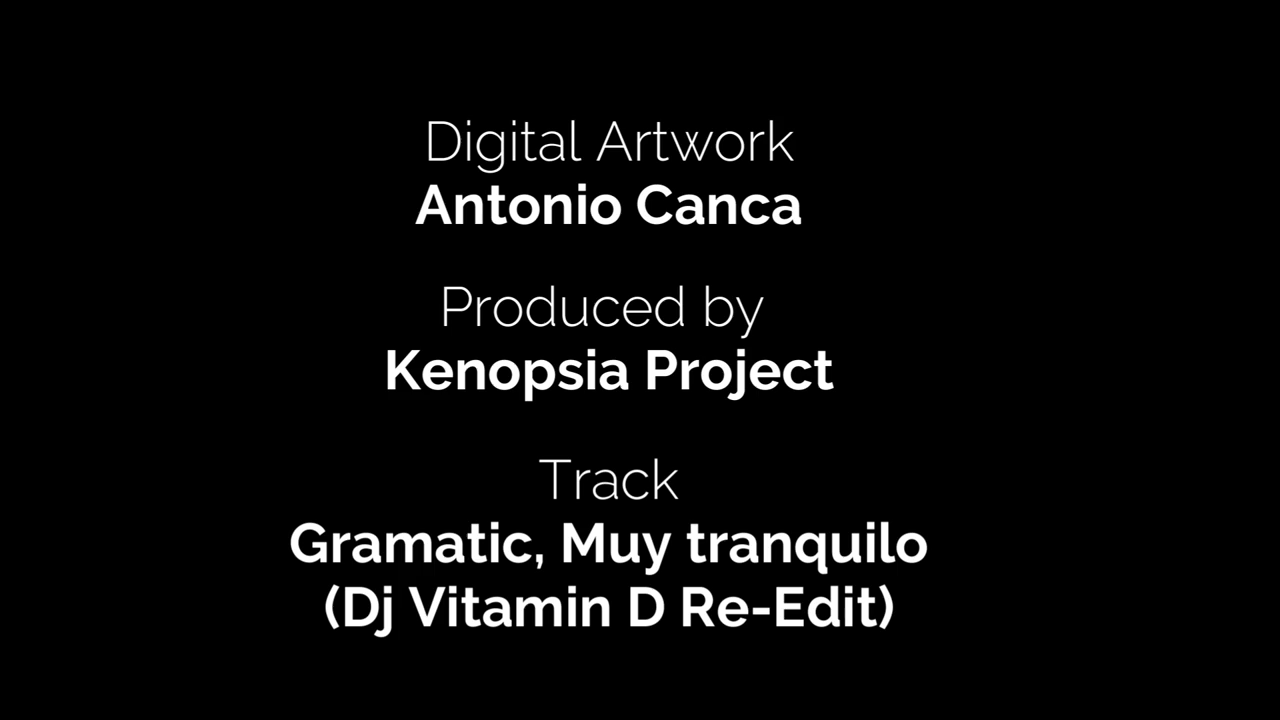 Digital Artwork
Antonio Canca
Produced by
Kenopsia Project
Track
Gramatic, Muy tranquilo
(Dj Vitamin D Re-Edit)